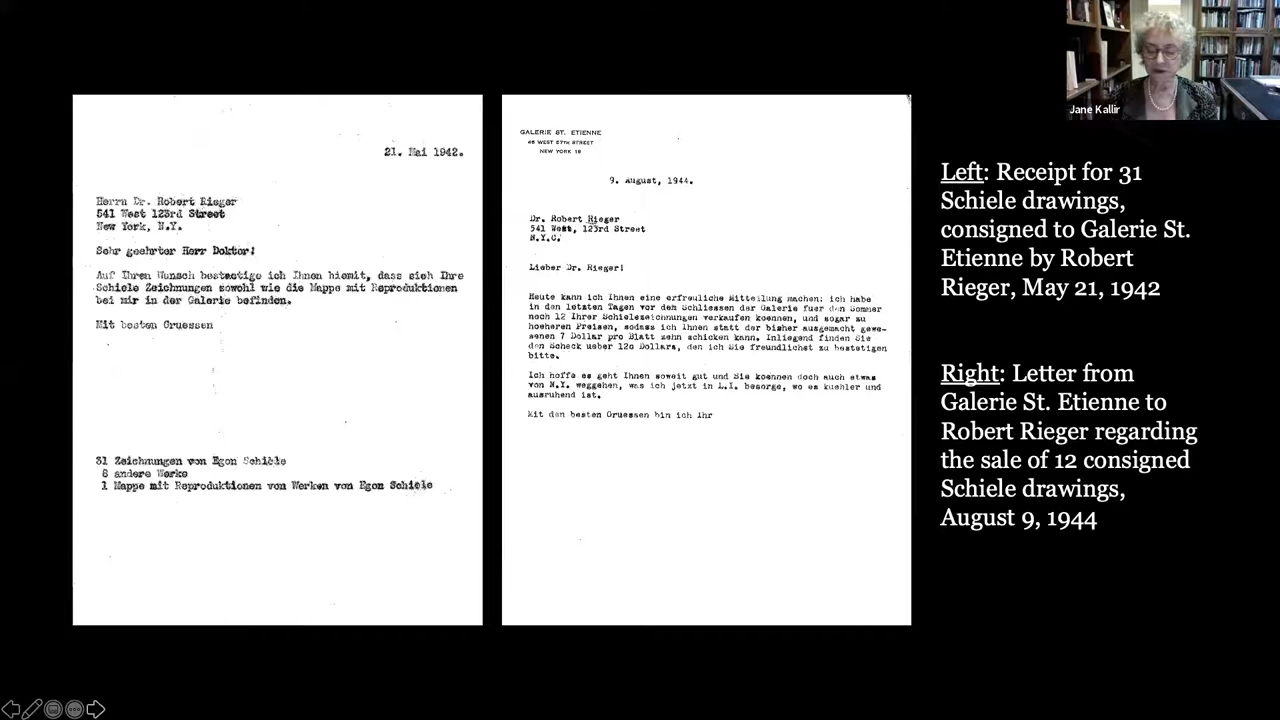 Jane Kallir
21. Mai 1942.
Herrn Dr. Robert Rieger
541 West 123rd Street
New York, N.Y.
Sehr geehrter Herr Doktor!
Auf Ihren Wunsch bestaetige ich Ihnen hiemit, dass sich Ihre
Schiele Zeichnungen sowohl wie die Mappe mit Reproduktionen
bei mir in der Galerie befinden.
Mit besten Gruessen
31 Zeichnungen von Egon Schiele
8 andere Werke
1 Mappe mit Reproduktionen von Werken von Egon Schiele
GALERIE ST. ETIENNE
46 WEST 57TH STREET
NEW YORK 19
9. August, 1944.
Dr. Robert Rieger
541 West, 123rd Street
N.Y.C.
Lieber Dr. Rieger!
Heute kann ich Ihnen eine erfreuliche Mitteilung machen: ich habe
in den letzten Tagen vor dem Schliessen der Galerie fuer den Sommer
noch 12 Ihrer Schielezeichnungen verkaufen koennen, und sogar zu
hoeheren Preisen, sodass ich Ihnen statt der bisher ausgemacht gewe-
senen 7 Dollar pro Blatt zehn schicken kann. Inliegend finden Sie
den Scheck ueber 120 Dollars, den ich Sie freundlichst zu bestetigen
bitte.
Ich hoffe es geht Ihnen soweit gut und Sie koennen doch auch etwas
von N.Y. weggehen, was ich jetzt in L.I. besorge, wo es kuehler und
ausruhend ist.
Mit den besten Gruessen bin ich Ihr
Left: Receipt for 31
Schiele drawings,
consigned to Galerie St.
Etienne by Robert
Rieger, May 21, 1942
Right: Letter from
Galerie St. Etienne to
Robert Rieger regarding
the sale of 12 consigned
Schiele drawings,
August 9, 1944